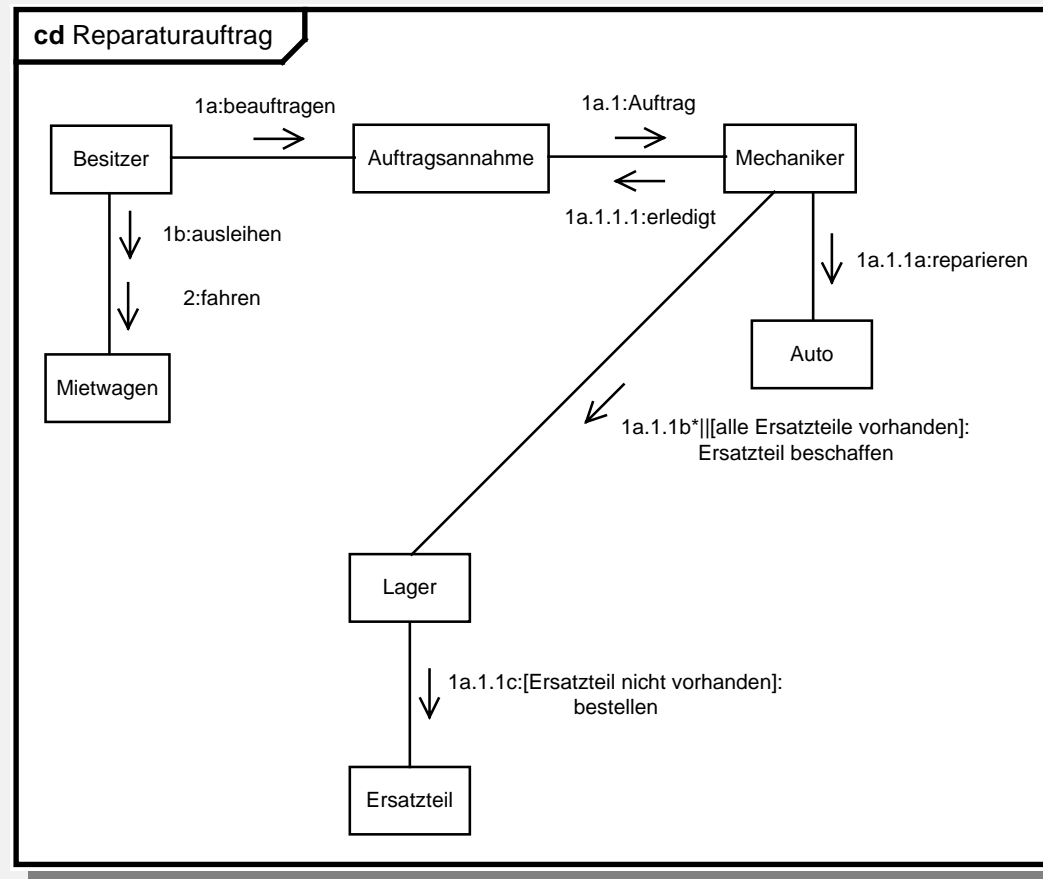 cd Reparaturauftrag
1a:beauftragen
1a.1:Auftrag
Besitzer
Auftragsannahme
Mechaniker
1a.1.1.1:erledigt
1b:ausleihen
1a.1.1a:reparieren
2:fahren
Auto
Mietwagen
1a.1.1b*||[alle Ersatzteile vorhanden]:
Ersatzteil beschaffen
Lager
1a.1.1c:[Ersatzteil nicht vorhanden]:
bestellen
Ersatzteil